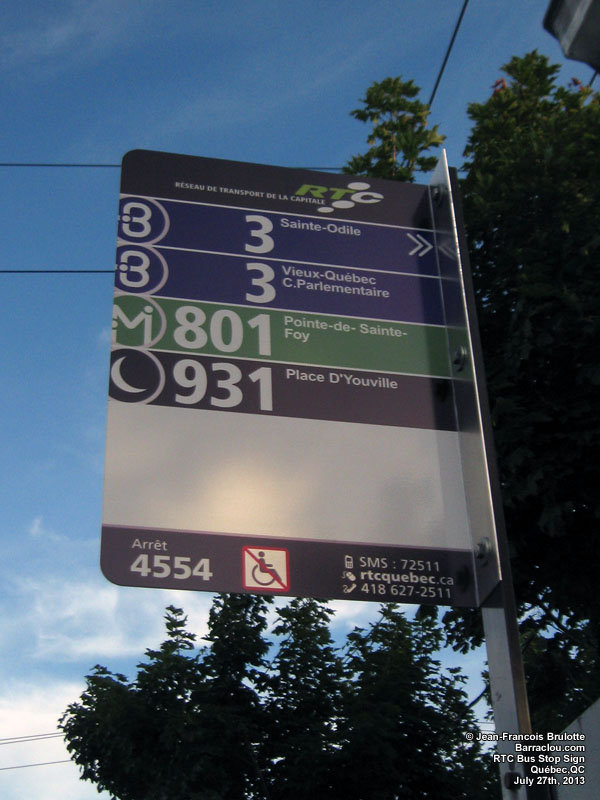 RÉSEAU DE TRANSPORT DE LA CAPITALE RTC
B 3 Sainte-Odile
B 3 Vieux-Québec
C.Parlementaire
M 801 Pointe-de- Sainte-
Foy
931 Place D'Youville
Arrêt
4554
SMS : 72511
rtcquebec.ca
418 627-2511
© Jean-Francois Brulotte
Barraclou.com
RTC Bus Stop Sign
Québec,QC
July 27th, 2013